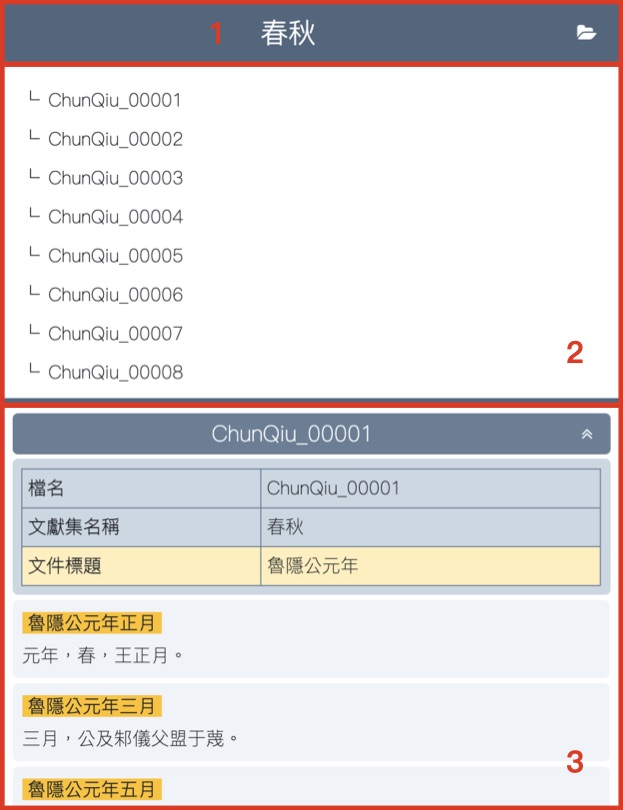 1 春秋
ChunQiu_00001
ChunQiu_00002
ChunQiu_00003
ChunQiu_00004
ChunQiu_00005
ChunQiu_00006
ChunQiu_00007
2
ChunQiu_00008
ChunQiu_00001
檔名 ChunQiu_00001
文獻集名稱 春秋
文件標題 魯隱公元年
魯隱公元年正月
元年，春，王正月。
魯隱公元年三月
三月，公及邾儀父盟于蔑。
3
魯隱公元年五月